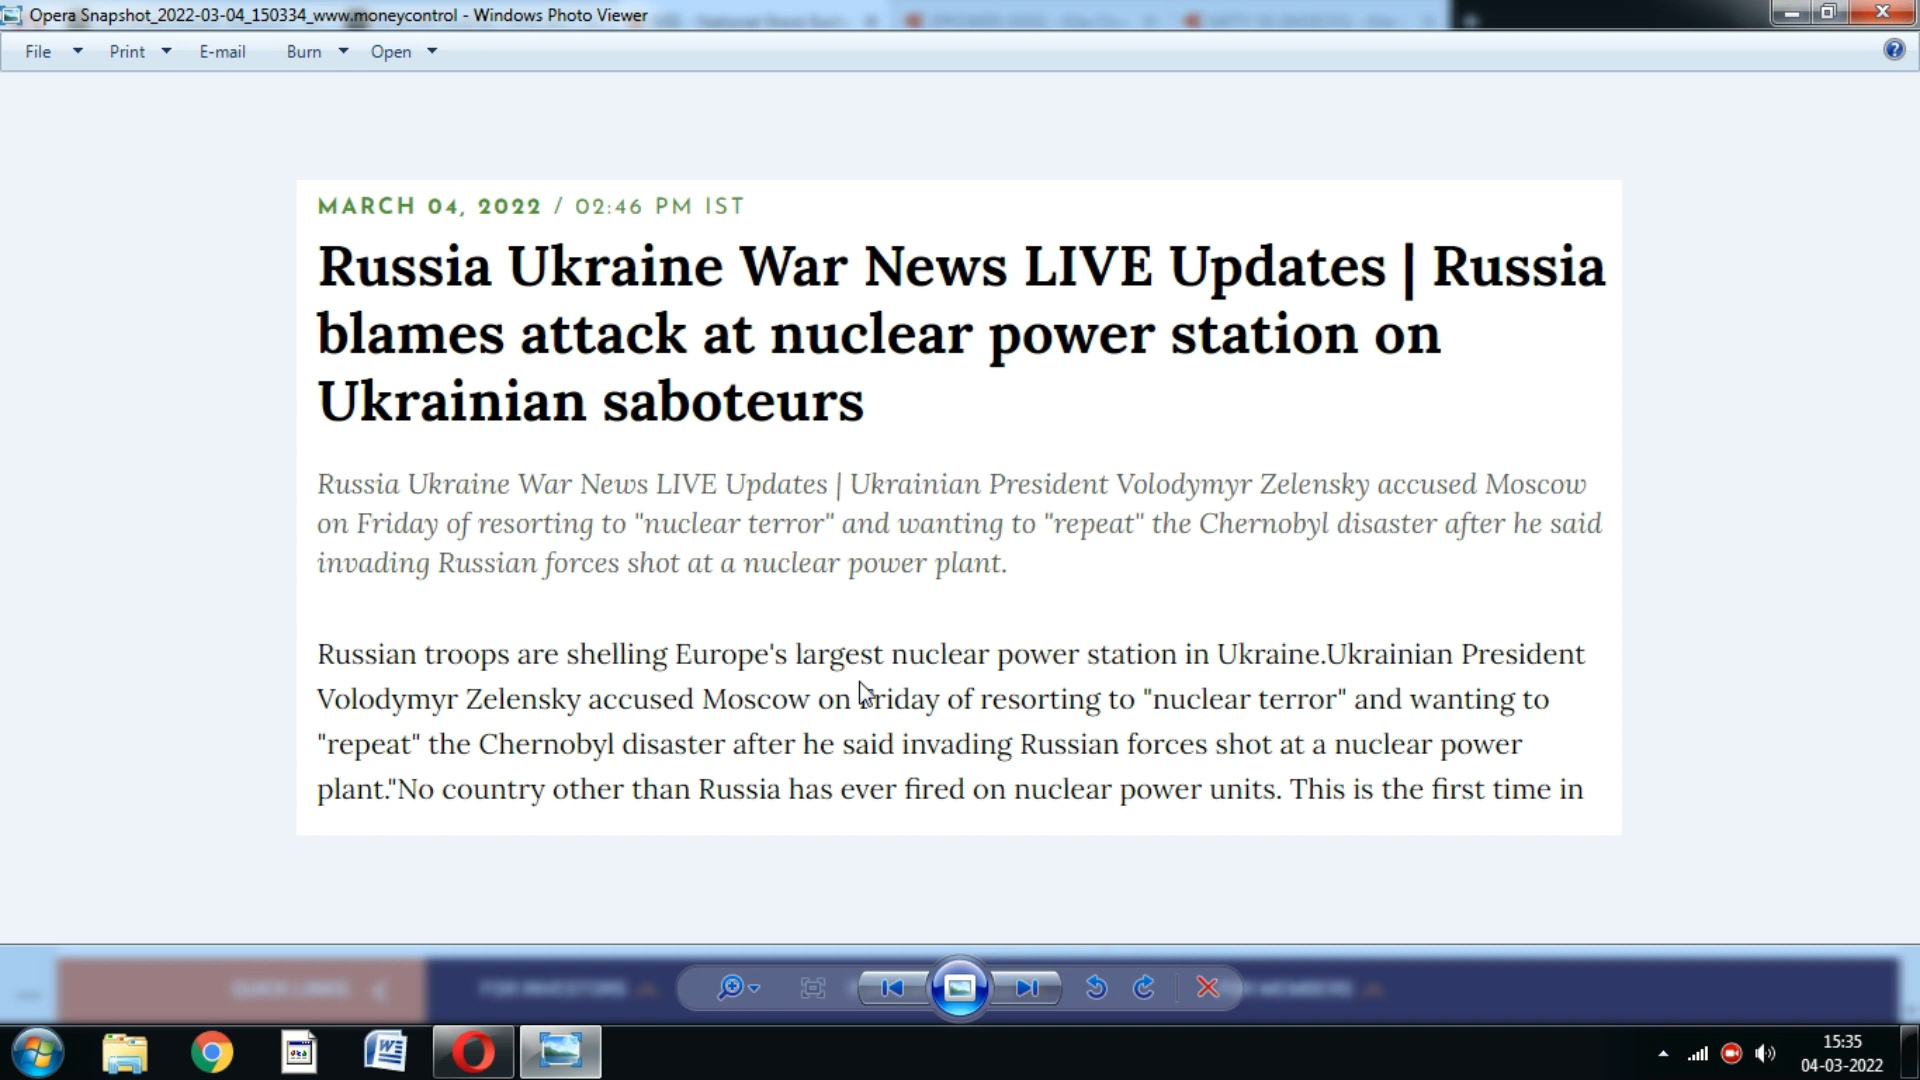 Opera Snapshot_2022-03-04_150334_www.moneycontrol - Windows Photo Viewer
File Print E-mail Burn Open
MARCH 04, 2022 / 02:46 PM IST
Russia Ukraine War News LIVE Updates | Russia
blames attack at nuclear power station on
Ukrainian saboteurs
Russia Ukraine War News LIVE Updates | Ukrainian President Volodymyr Zelensky accused Moscow
on Friday of resorting to "nuclear terror" and wanting to "repeat" the Chernobyl disaster after he said
invading Russian forces shot at a nuclear power plant.
Russian troops are shelling Europe's largest nuclear power station in Ukraine.Ukrainian President
Volodymyr Zelensky accused Moscow on Friday of resorting to "nuclear terror" and wanting to
"repeat" the Chernobyl disaster after he said invading Russian forces shot at a nuclear power
plant."No country other than Russia has ever fired on nuclear power units. This is the first time in
QUICK LINKS FOR INVESTORS MEMBERS
15:35
04-03-2022